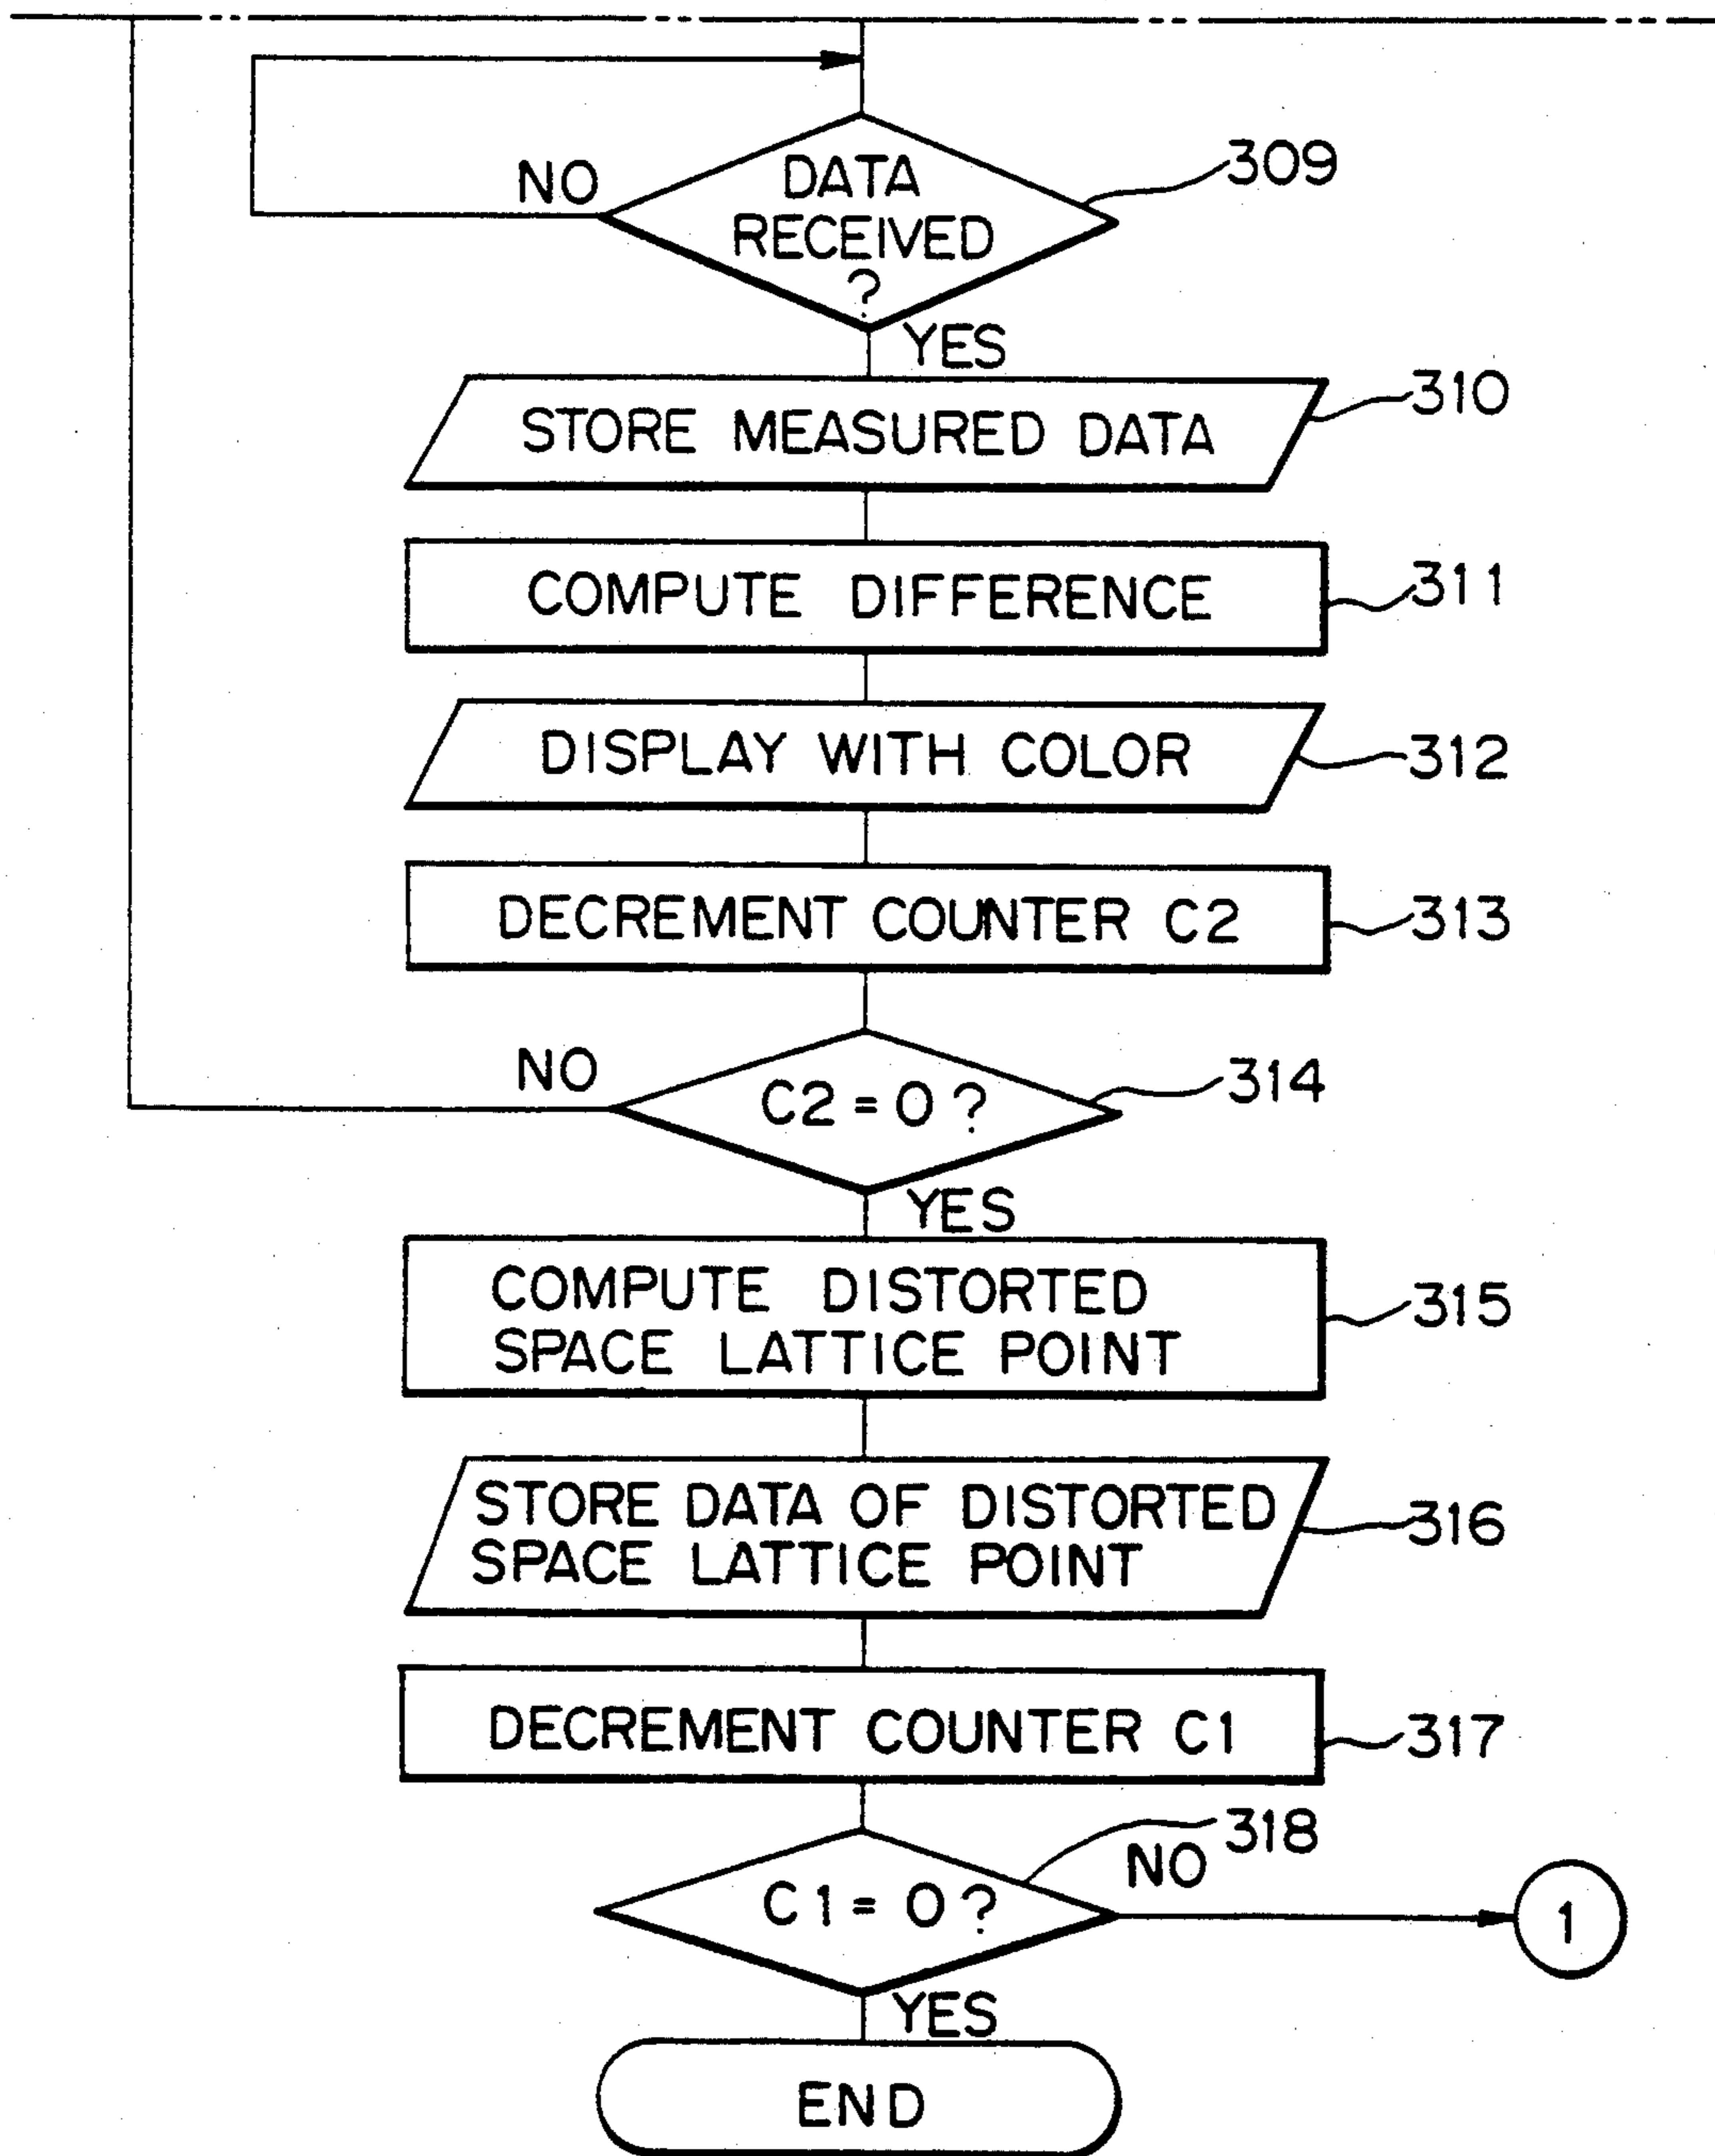 309
NO
DATA
RECEIVED
?
YES
310
STORE MEASURED DATA
COMPUTE DIFFERENCE
311
DISPLAY WITH COLOR
312
DECREMENT COUNTER C2
313
NO
C2=0?
314
YES
COMPUTE DISTORTED
SPACE LATTICE POINT
315
STORE DATA OF DISTORTED
SPACE LATTICE POINT
316
DECREMENT COUNTER C1
317
318
NO
C1=0?
1
YES
END